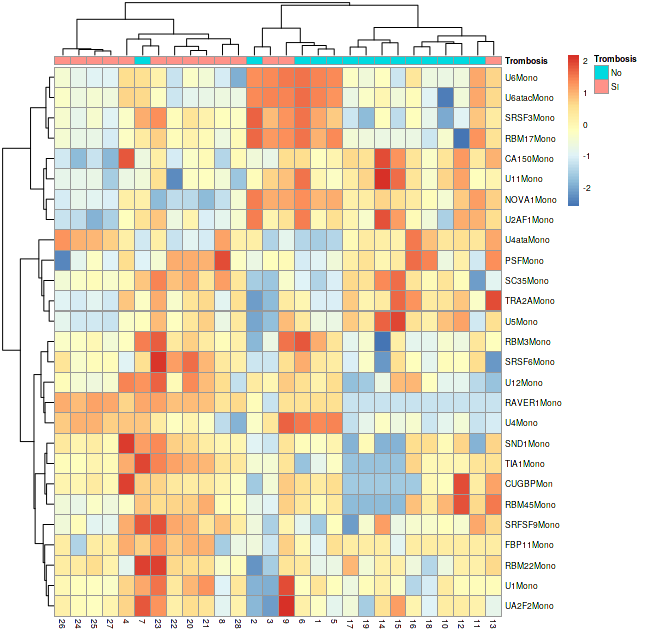 Trombosis
U6Mono
U6atacMono
SRSF3Mono
RBM17Mono
CA150Mono
U11Mono
NOVA1Mono
U2AF1Mono
U4ataMono
PSFMono
SC35Mono
TRA2AMono
U5Mono
RBM3Mono
SRSF6Mono
U12Mono
RAVER1Mono
U4Mono
SND1Mono
TIA1Mono
CUGBPMon
RBM45Mono
SRFSF9Mono
FBP11Mono
RBM22Mono
U1Mono
UA2F2Mono
26 24 25 27 4 7 23 22 20 21 8 28 2 3 9 6 1 5 17 19 14 15 16 18 10 12 11 13
2
1
0
-1
-2
Trombosis
No
SI